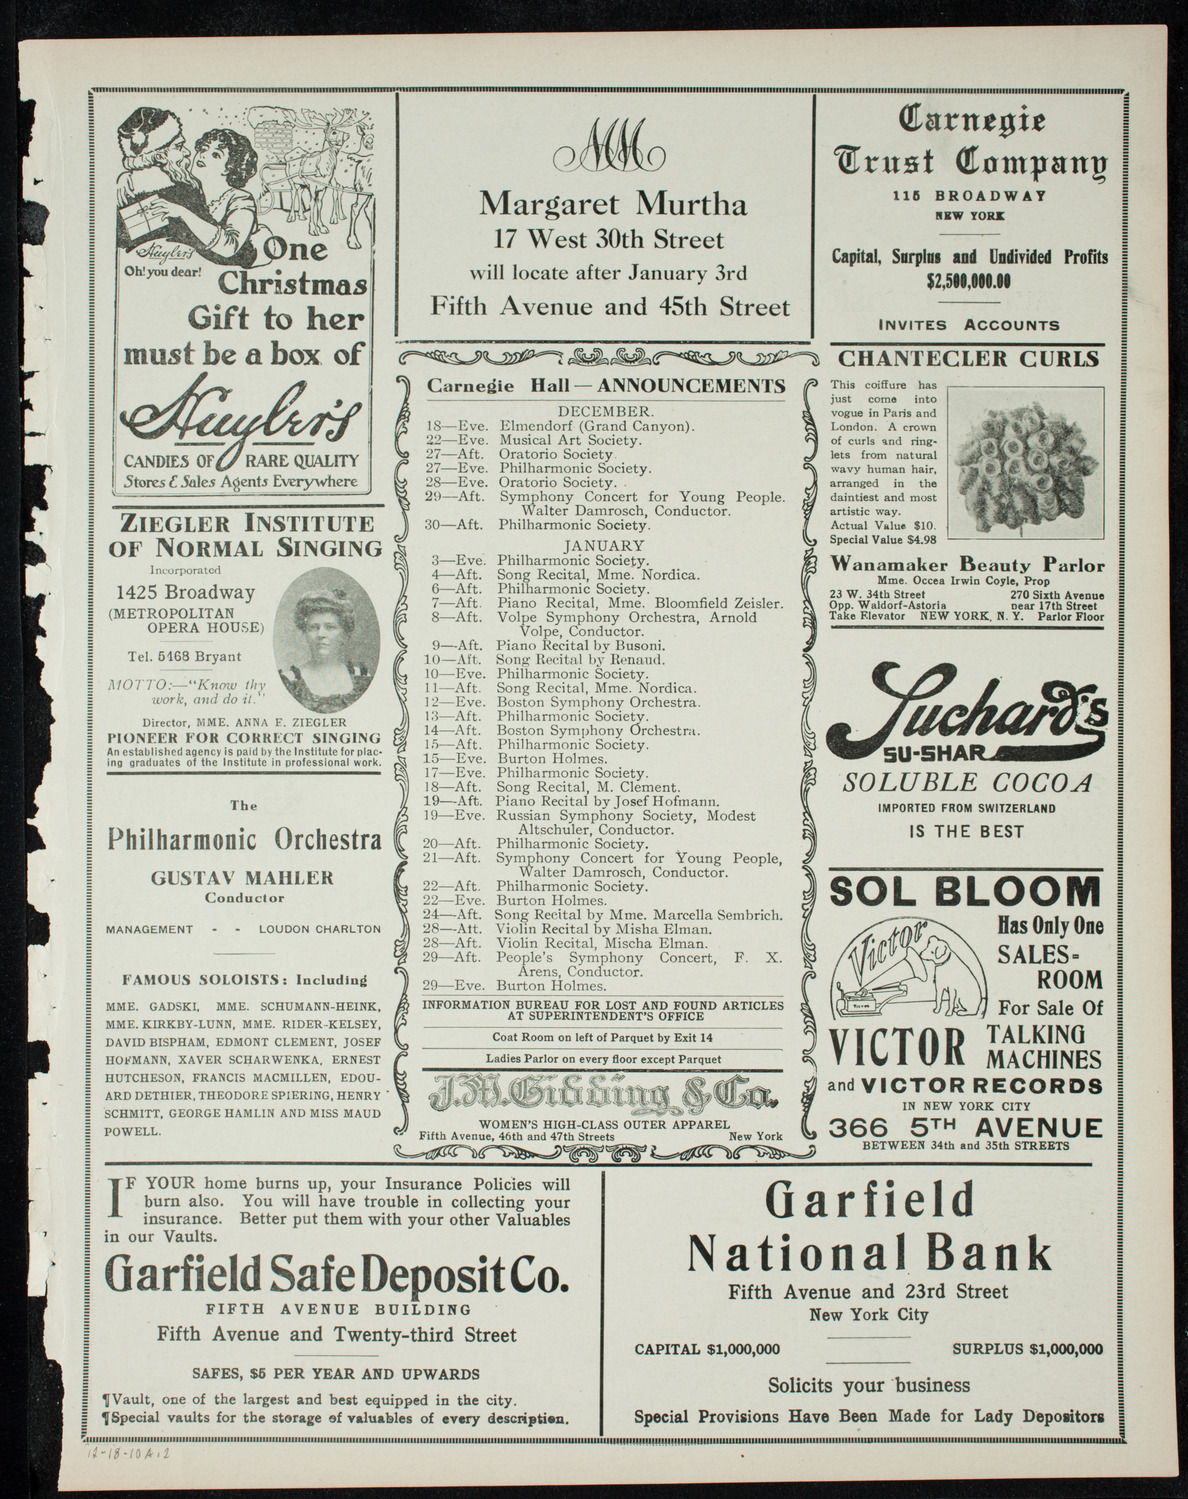 Huyler's
Oh! you dear!
One
Christmas
Gift to her
must be a box of
Huyler's
CANDIES OF RARE QUALITY
Stores & Sales Agents Everywhere
ZIEGLER INSTITUTE
OF NORMAL SINGING
Incorporated
1425 Broadway
(METROPOLITAN
OPERA HOUSE)
Tel. 5468 Bryant
MOTTO:—"Know thy
work, and do it."
Director, MME. ANNA E. ZIEGLER
PIONEER FOR CORRECT SINGING
An established agency is paid by the Institute for plac-
ing graduates of the Institute in professional work.
The
Philharmonic Orchestra
GUSTAV MAHLER
Conductor
MANAGEMENT - - LOUDON CHARLTON
FAMOUS SOLOISTS: Including
MME. GADSKI, MME. SCHUMANN-HEINK,
MME. KIRKBY-LUNN, MME. RIDER-KELSEY,
DAVID BISPHAM, EDMONT CLEMENT, JOSEF
HOFMANN, XAVER SCHARWENKA, ERNEST
HUTCHESON, FRANCIS MACMILLEN, EDOU-
ARD DETHIER, THEODORE SPIERING, HENRY
SCHMITT, GEORGE HAMLIN AND MISS MAUD
POWELL.
MM
Margaret Murtha
17 West 30th Street
will locate after January 3rd
Fifth Avenue and 45th Street
Carnegie Hall—ANNOUNCEMENTS
DECEMBER.
18—Eve. Elmendorf (Grand Canyon).
22—Eve. Musical Art Society.
27—Aft. Oratorio Society
27—Eve. Philharmonic Society.
28—Eve. Oratorio Society. .
29—Aft. Symphony Concert for Young People.
Walter Damrosch, Conductor.
30—Aft. Philharmonic Society.
JANUARY
3—Eve. Philharmonic Society.
4—Aft. Song Recital, Mme. Nordica.
6—Aft. Philharmonic Society.
7—Aft. Piano Recital, Mme. Bloomfield Zeisler.
8—Aft. Volpe Symphony Orchestra, Arnold
Volpe, Conductor.
9—Aft. Piano Recital by Busoni.
10—Aft. Song Recital by Renaud.
10—Eve. Philharmonic Society.
11—Aft. Song Recital, Mme. Nordica.
12—Eve. Boston Symphony Orchestra.
13—Aft. Philharmonic Society.
14—Aft. Boston Symphony Orchestra.
15—Aft. Philharmonic Society.
15—Eve. Burton Holmes.
17—Eve. Philharmonic Society.
18—Aft. Song Recital, M. Clement.
19—Aft. Piano Recital by Josef Hofmann.
19—Eve. Russian Symphony Society, Modest
Altschuler, Conductor.
20—Aft. Philharmonic Society.
21—Aft. Symphony Concert for Young People,
Walter Damrosch, Conductor.
22—Aft. Philharmonic Society.
22—Eve. Burton Holmes.
24—Aft. Song Recital by Mme. Marcella Sembrich.
28—Aft. Violin Recital by Misha Elman.
28—Aft. Violin Recital, Mischa Elman.
29—Aft. People's Symphony Concert, F. X.
Arens, Conductor.
29—Eve. Burton Holmes.
INFORMATION BUREAU FOR LOST AND FOUND ARTICLES
AT SUPERINTENDENT'S OFFICE
Coat Room on left of Parquet by Exit 14
Ladies Parlor on every floor except Parquet
J.M. Gidding & Co.
WOMEN'S HIGH-CLASS OUTER APPAREL
Fifth Avenue, 46th and 47th Streets New York
Carnegie
Trust Company
115 BROADWAY
NEW YORK
Capital, Surplus and Undivided Profits
$2,500,000.00
INVITES ACCOUNTS
CHANTECLER CURLS
This coiffure has
just come into
vogue in Paris and
London. A crown
of curls and ring-
lets from natural
wavy human hair,
arranged in the
daintiest and most
artistic way.
Actual Value $10.
Special Value $4.98
Wanamaker Beauty Parlor
Mme. Occea Irwin Coyle, Prop
23 W. 34th Street 270 Sixth Avenue
Opp. Waldorf-Astoria near 17th Street
Take Elevator NEW YORK, N. Y. Parlor Floor
Suchard's
SU-SHAR
SOLUBLE COCOA
IMPORTED FROM SWITZERLAND
IS THE BEST
SOL BLOOM
Victor
Has Only One
SALES-
ROOM
For Sale Of
VICTOR TALKING
MACHINES
and VICTOR RECORDS
IN NEW YORK CITY
366 5TH AVENUE
BETWEEN 34th and 35th STREETS
IF YOUR home burns up, your Insurance Policies will
burn also. You will have trouble in collecting your
insurance. Better put them with your other Valuables
in our Vaults.
Garfield Safe Deposit Co.
FIFTH AVENUE BUILDING
Fifth Avenue and Twenty-third Street
SAFES, $5 PER YEAR AND UPWARDS
¶Vault, one of the largest and best equipped in the city.
¶Special vaults for the storage of valuables of every description.
Garfield
National Bank
Fifth Avenue and 23rd Street
New York City
CAPITAL $1,000,000 SURPLUS $1,000,000
Solicits your business
Special Provisions Have Been Made for Lady Depositors
12-18-10A.2